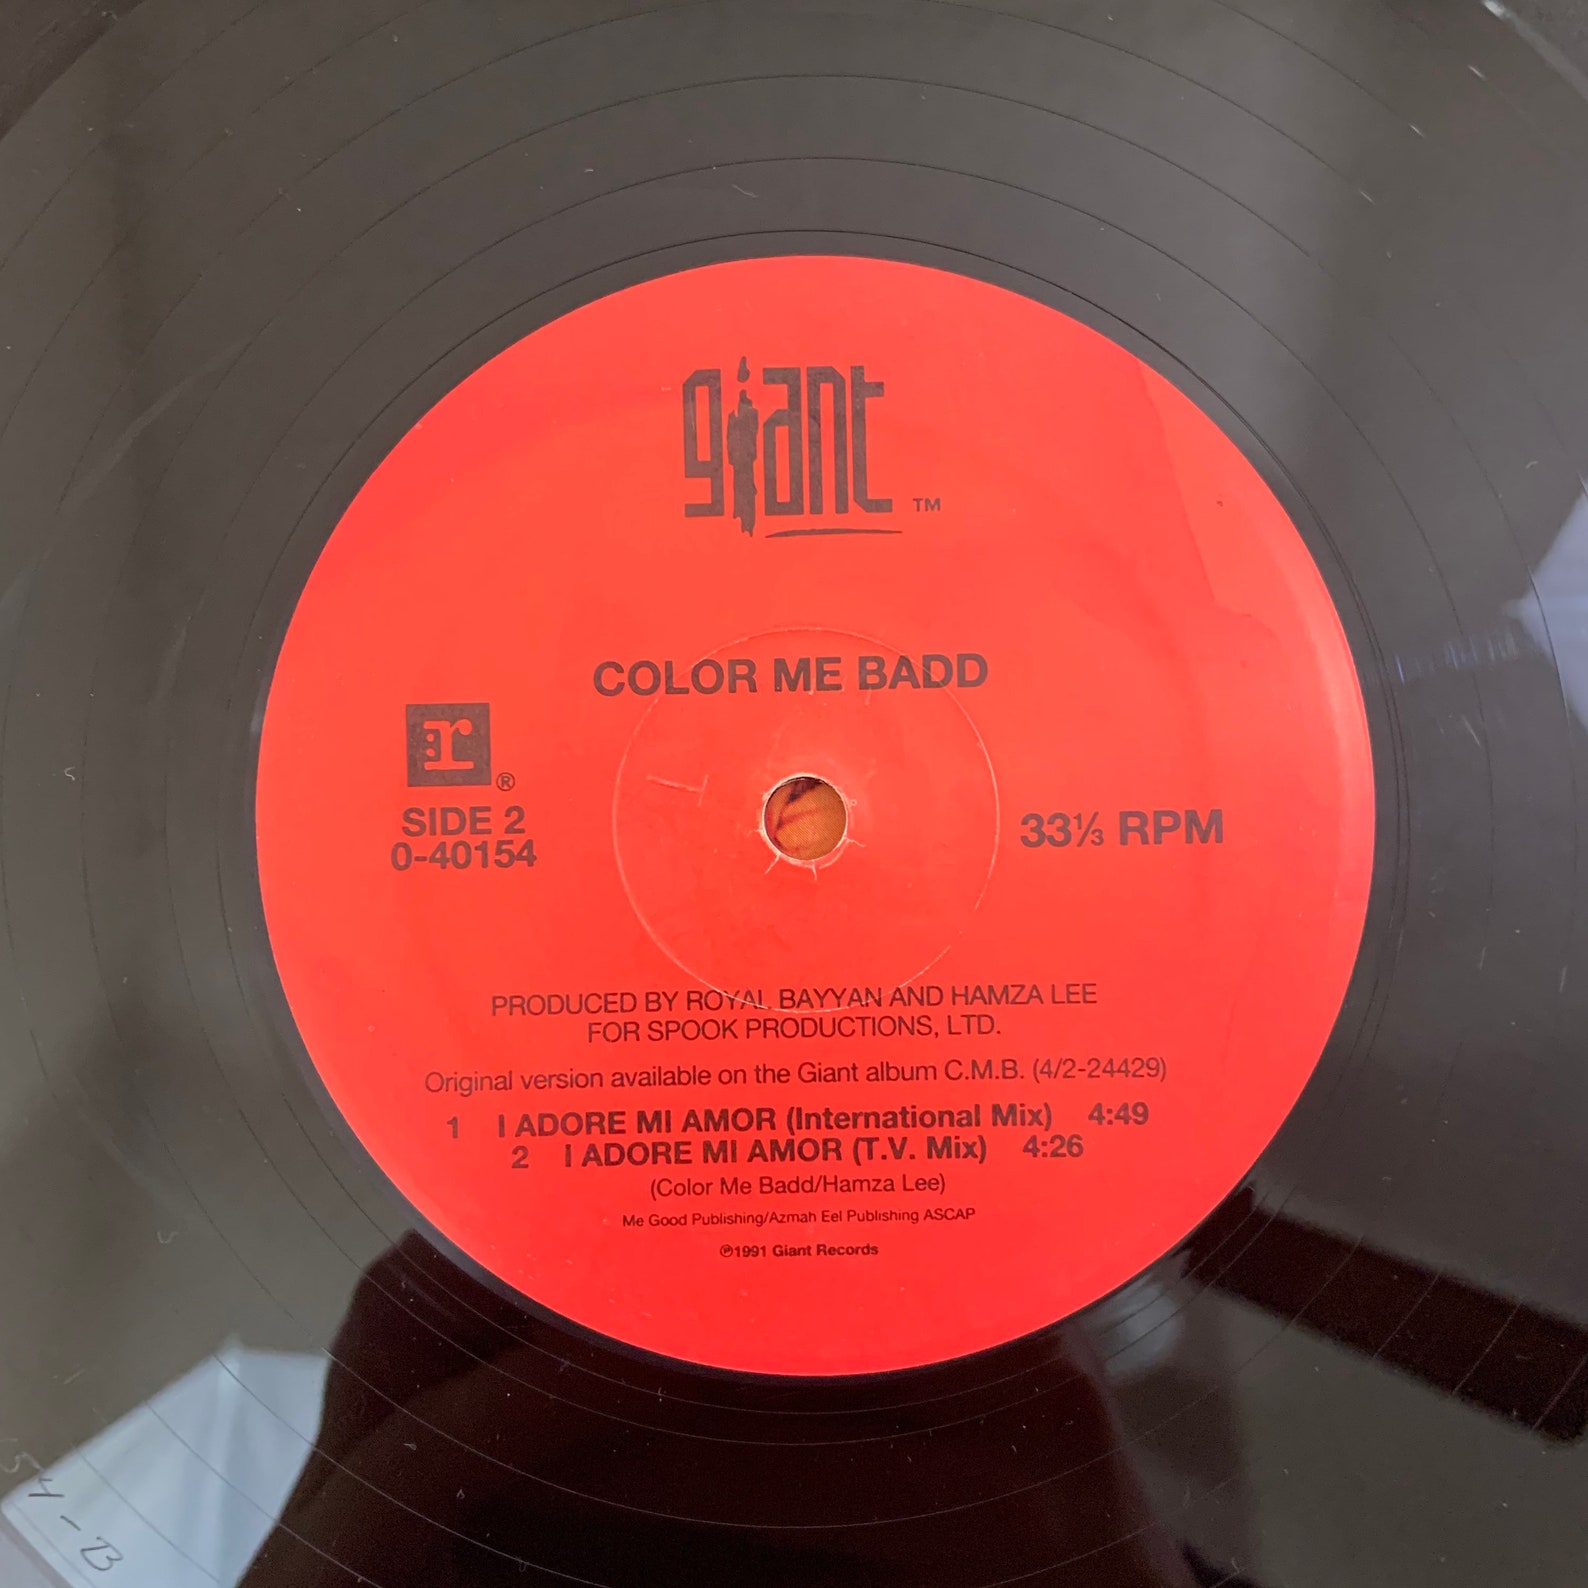 giant ™
COLOR ME BADD
r ®
SIDE 2
0-40154
33⅓ RPM
PRODUCED BY ROYAL BAYYAN AND HAMZA LEE
FOR SPOOK PRODUCTIONS, LTD.
Original version available on the Giant album C.M.B. (4/2-24429)
1 I ADORE MI AMOR (International Mix) 4:49
2 I ADORE MI AMOR (T.V. Mix) 4:26
(Color Me Badd/Hamza Lee)
Me Good Publishing/Azmah Eel Publishing ASCAP
℗1991 Giant Records
4-B